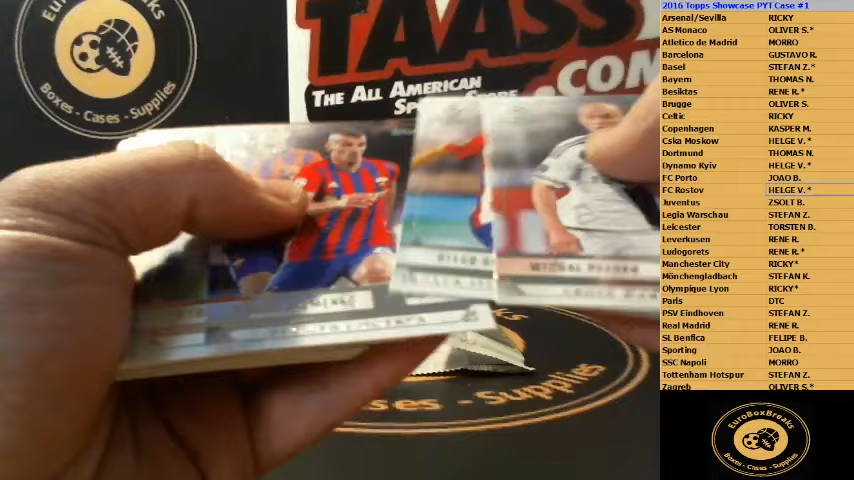 EuroBoxBreaks
Boxes - Cases - Supplies
TAASS
.COM
THE ALL AMERICAN
2016 Topps Showcase PYT Case #1
Arsenal/Sevilla RICKY
AS Monaco OLIVER S.*
Atletico de Madrid MORRO
Barcelona GUSTAVO R.
Basel STEFAN Z.*
Bayern THOMAS N.
Besiktas RENE R.*
Brugge OLIVER S.
Celtic RICKY
Copenhagen KASPER M.
Cska Moskow HELGE V.*
Dortmund THOMAS N.
Dynamo Kyiv HELGE V.*
FC Porto JOAO B.
FC Rostov HELGE V.*
Juventus ZSOLT B.
Legia Warschau STEFAN Z.
Leicester TORSTEN B.
Leverkusen RENE R.
Ludogorets RENE R.*
Manchester City RICKY*
Mönchengladbach STEFAN K.
Olympique Lyon RICKY*
Paris DTC
PSV Eindhoven STEFAN Z.
Real Madrid RENE R.
SL Benfica FELIPE B.
Sporting JOAO B.
SSC Napoli MORRO
Tottenham Hotspur STEFAN Z.
Zagreb OLIVER S.*
- Supplies
EuroBoxBreaks
Boxes - Cases - Supplies